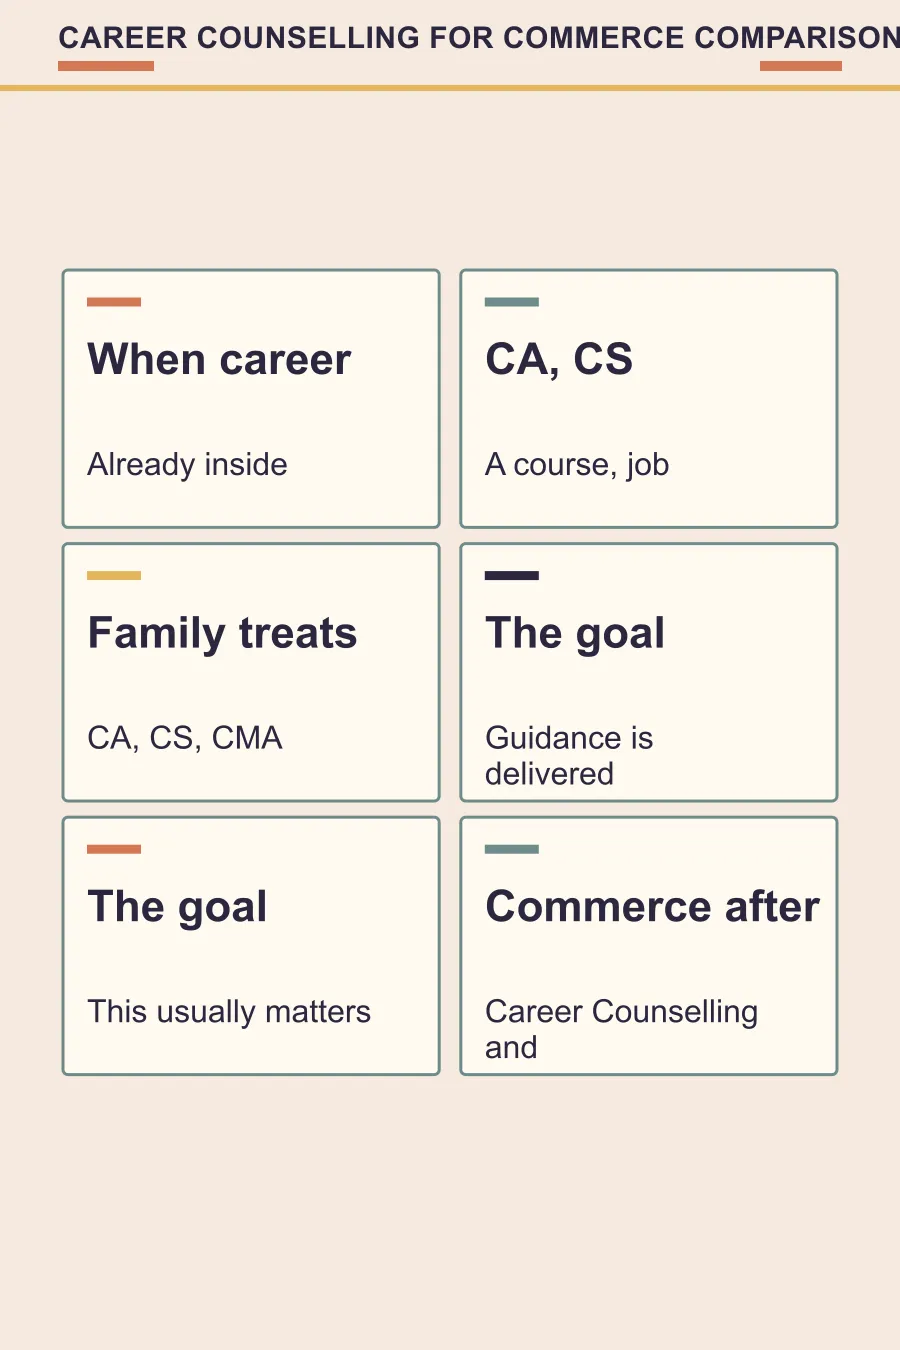 CAREER COUNSELLING FOR COMMERCE COMPARISON
When career
Already inside
CA, CS
A course, job
Family treats
CA, CS, CMA
The goal
Guidance is
delivered
The goal
This usually matters
Commerce after
Career Counselling
and